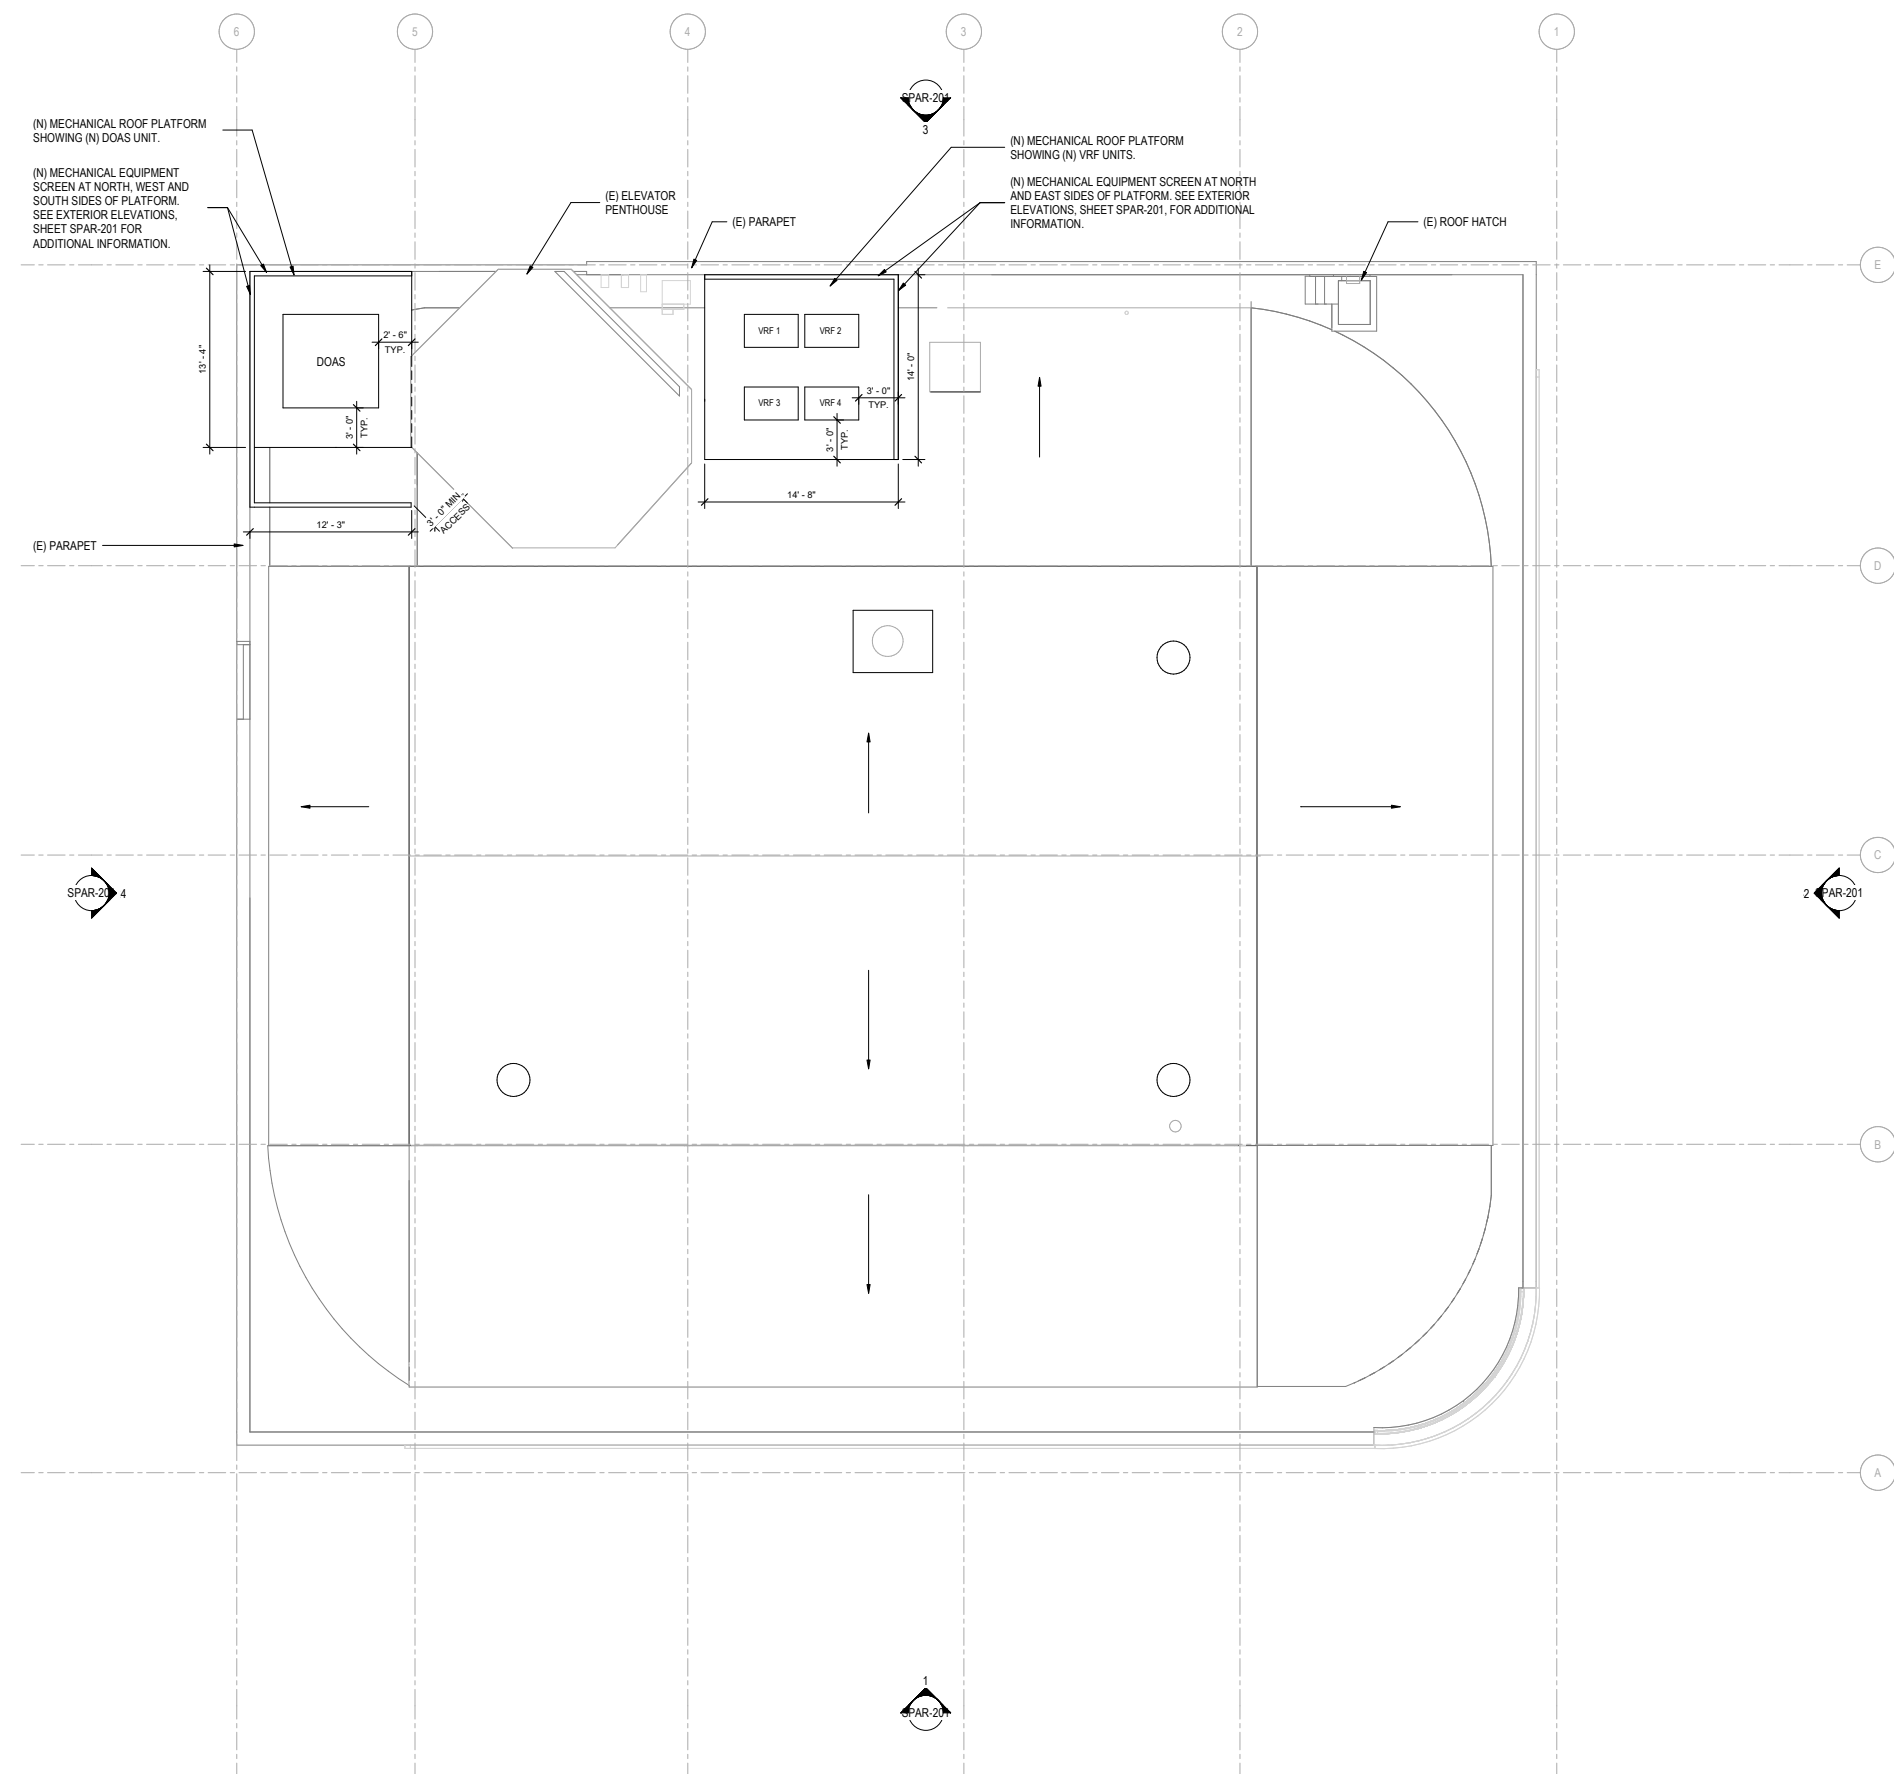 6
5
4
3
2
1
SPAR-201
3
(N) MECHANICAL ROOF PLATFORM
SHOWING (N) DOAS UNIT.
(N) MECHANICAL EQUIPMENT
SCREEN AT NORTH, WEST AND
SOUTH SIDES OF PLATFORM.
SEE EXTERIOR ELEVATIONS,
SHEET SPAR-201 FOR
ADDITIONAL INFORMATION.
(E) ELEVATOR
PENTHOUSE
(E) PARAPET
(N) MECHANICAL ROOF PLATFORM
SHOWING (N) VRF UNITS.
(N) MECHANICAL EQUIPMENT SCREEN AT NORTH
AND EAST SIDES OF PLATFORM. SEE EXTERIOR
ELEVATIONS, SHEET SPAR-201, FOR ADDITIONAL
INFORMATION.
(E) ROOF HATCH
E
13' - 4"
DOAS
2' - 6"
TYP.
3' - 0"
TYP.
VRF 1
VRF 2
VRF 3
VRF 4
3' - 0"
TYP.
3' - 0"
TYP.
14' - 0"
14' - 8"
3' - 0" MIN.
ACCESS
12' - 3"
(E) PARAPET
D
C
SPAR-20
4
2
PAR-201
B
A
1
SPAR-201